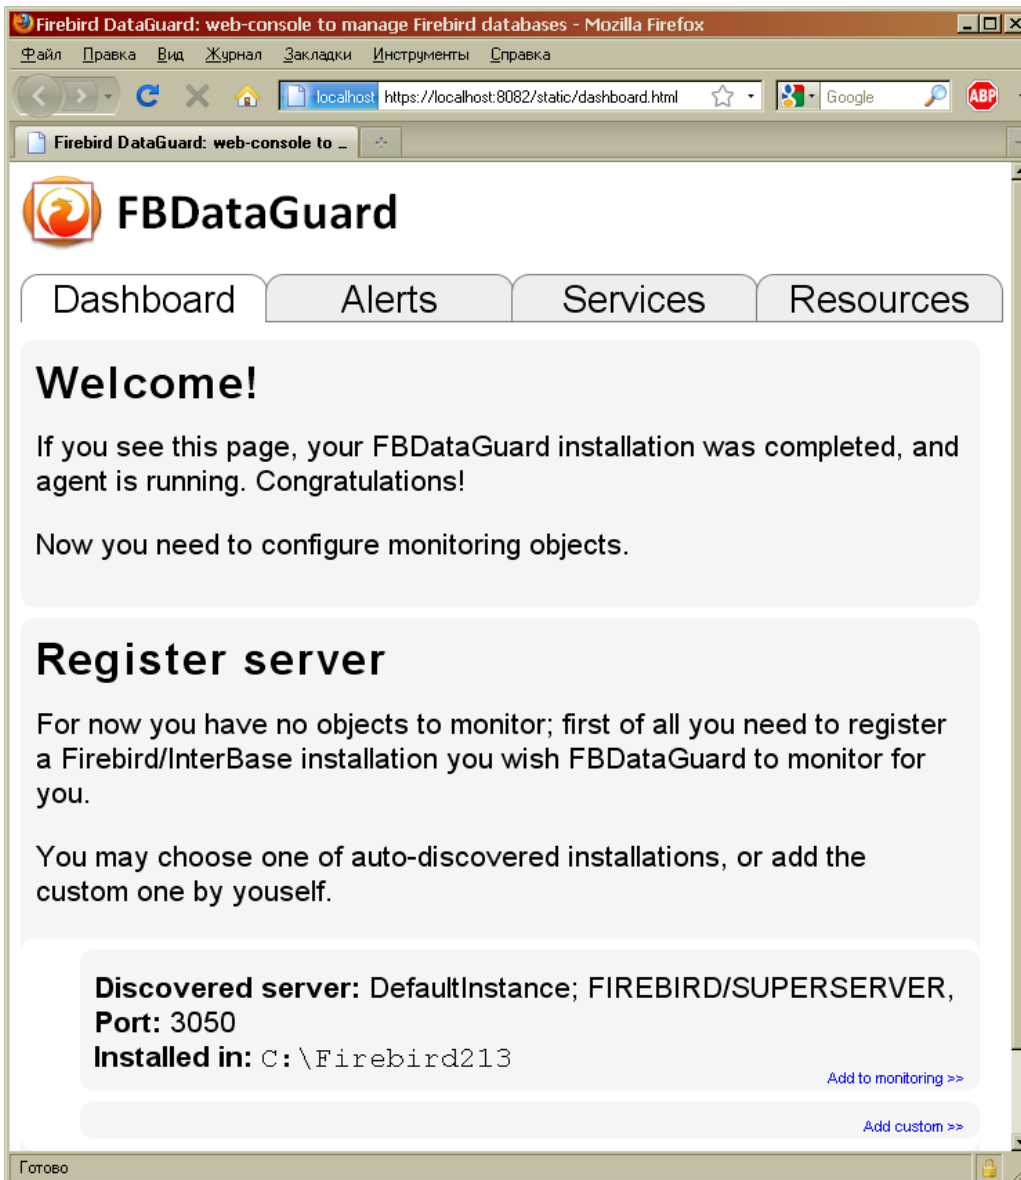 Firebird DataGuard: web-console to manage Firebird databases - Mozilla Firefox
Файл Правка Вид Журнал Закладки Инструменты Справка
localhost https://localhost:8082/static/dashboard.html Google ABP
Firebird DataGuard: web-console to ...
FBDataGuard
Dashboard Alerts Services Resources
Welcome!
If you see this page, your FBDataGuard installation was completed, and
agent is running. Congratulations!
Now you need to configure monitoring objects.
Register server
For now you have no objects to monitor; first of all you need to register
a Firebird/InterBase installation you wish FBDataGuard to monitor for
you.
You may choose one of auto-discovered installations, or add the
custom one by youself.
Discovered server: DefaultInstance; FIREBIRD/SUPERSERVER,
Port: 3050
Installed in: C:\Firebird213
Add to monitoring >>
Add custom >>
Готово